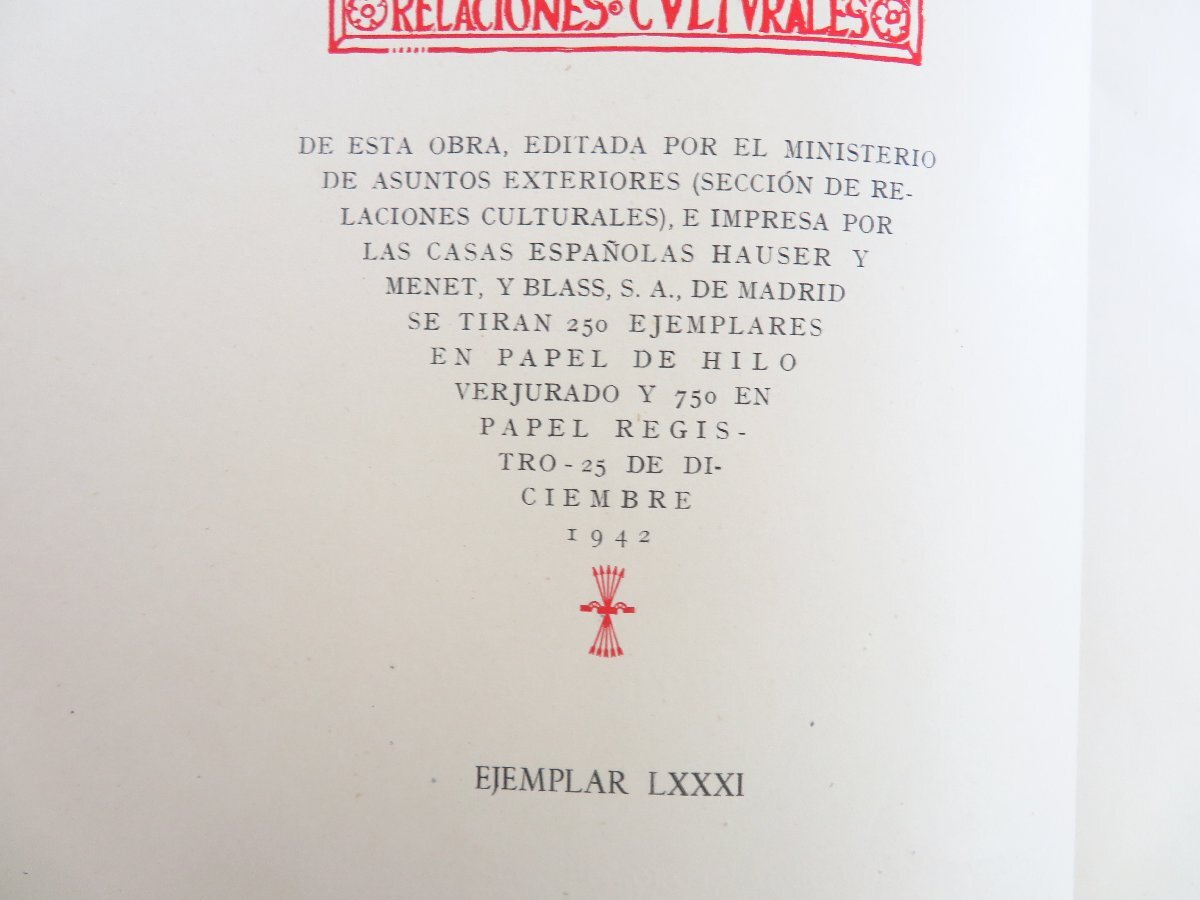 RELACIONES CVLTVRALES
DE ESTA OBRA, EDITADA POR EL MINISTERIO
DE ASUNTOS EXTERIORES (SECCIÓN DE RE-
LACIONES CULTURALES), E IMPRESA POR
LAS CASAS ESPAÑOLAS HAUSER Y
MENET, Y BLASS, S. A., DE MADRID
SE TIRAN 250 EJEMPLARES
EN PAPEL DE HILO
VERJURADO Y 750 EN
PAPEL REGIS-
TRO-25 DE DI-
CIEMBRE
1942
EJEMPLAR LXXXI